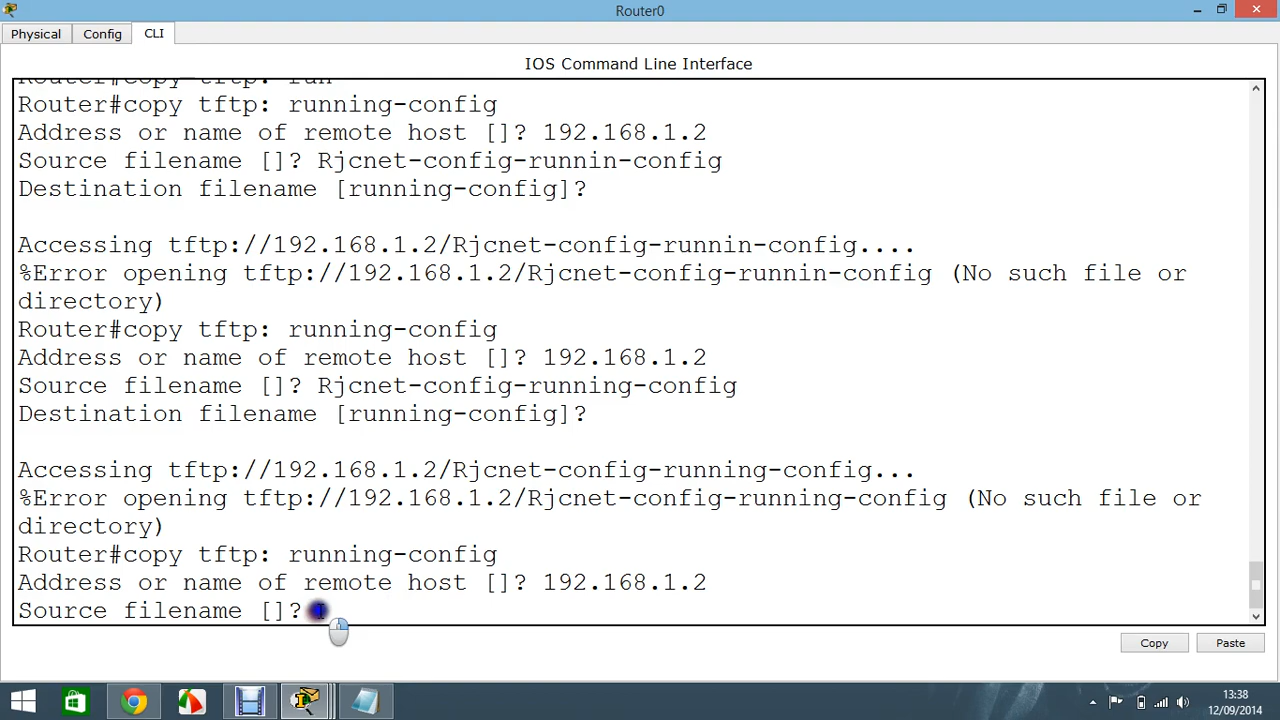 Router0
Physical Config CLI
IOS Command Line Interface
Router#copy tftp: run
Router#copy tftp: running-config
Address or name of remote host []? 192.168.1.2
Source filename []? Rjcnet-config-runnin-config
Destination filename [running-config]?
Accessing tftp://192.168.1.2/Rjcnet-config-runnin-config....
%Error opening tftp://192.168.1.2/Rjcnet-config-runnin-config (No such file or
directory)
Router#copy tftp: running-config
Address or name of remote host []? 192.168.1.2
Source filename []? Rjcnet-config-running-config
Destination filename [running-config]?
Accessing tftp://192.168.1.2/Rjcnet-config-running-config...
%Error opening tftp://192.168.1.2/Rjcnet-config-running-config (No such file or
directory)
Router#copy tftp: running-config
Address or name of remote host []? 192.168.1.2
Source filename []?
Copy Paste
13:38
12/09/2014